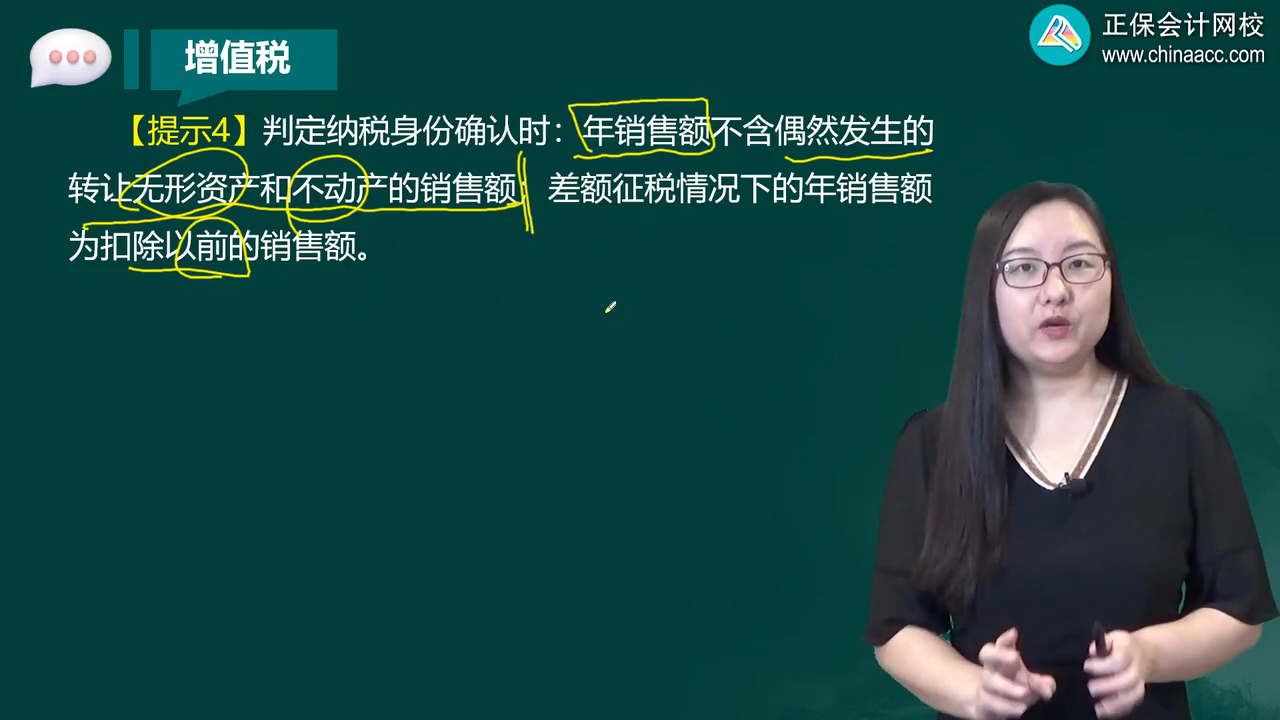 正保会计网校
www.chinaacc.com
增值税
【提示4】判定纳税身份确认时：年销售额不含偶然发生的
转让无形资产和不动产的销售额；差额征税情况下的年销售额
为扣除以前的销售额。